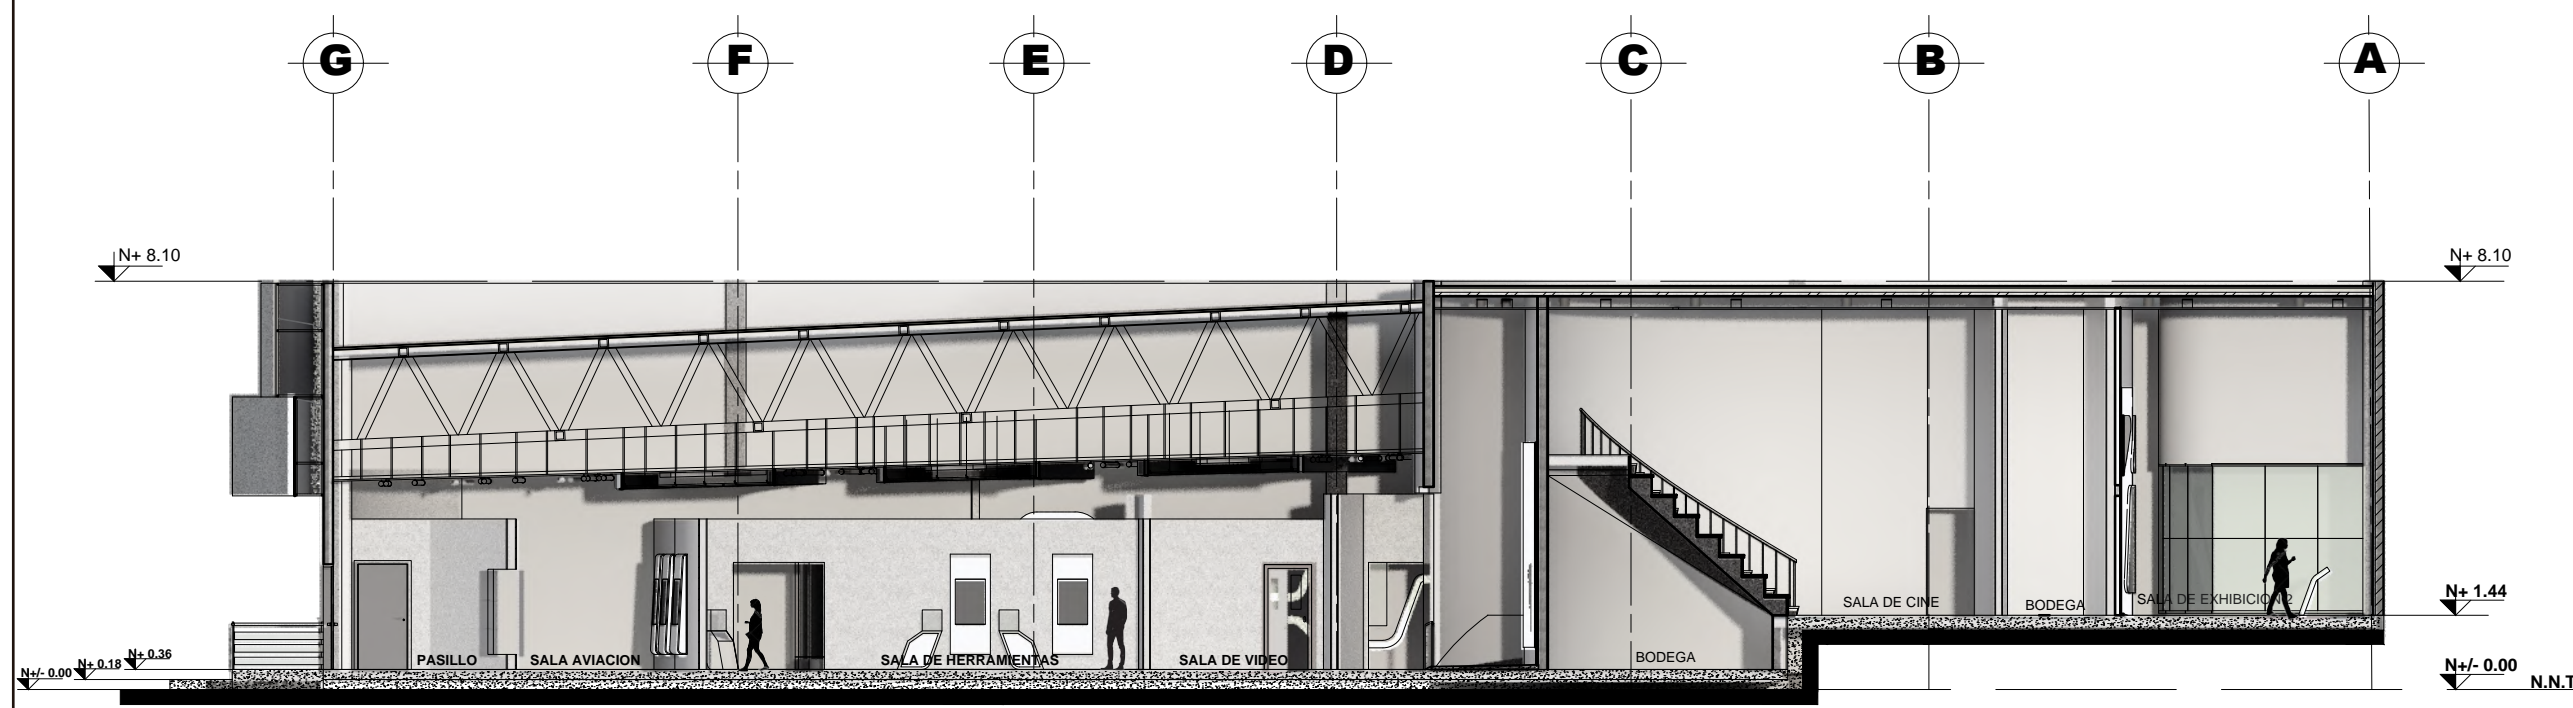 G F E D C B A
N+ 8.10
N+ 8.10
SALA DE CINE
BODEGA
SALA DE EXHIBICION 2
N+ 1.44
PASILLO
SALA AVIACION
SALA DE HERRAMIENTAS
SALA DE VIDEO
BODEGA
N+/- 0.00
N+ 0.18
N+ 0.36
N+/- 0.00
N.N.T